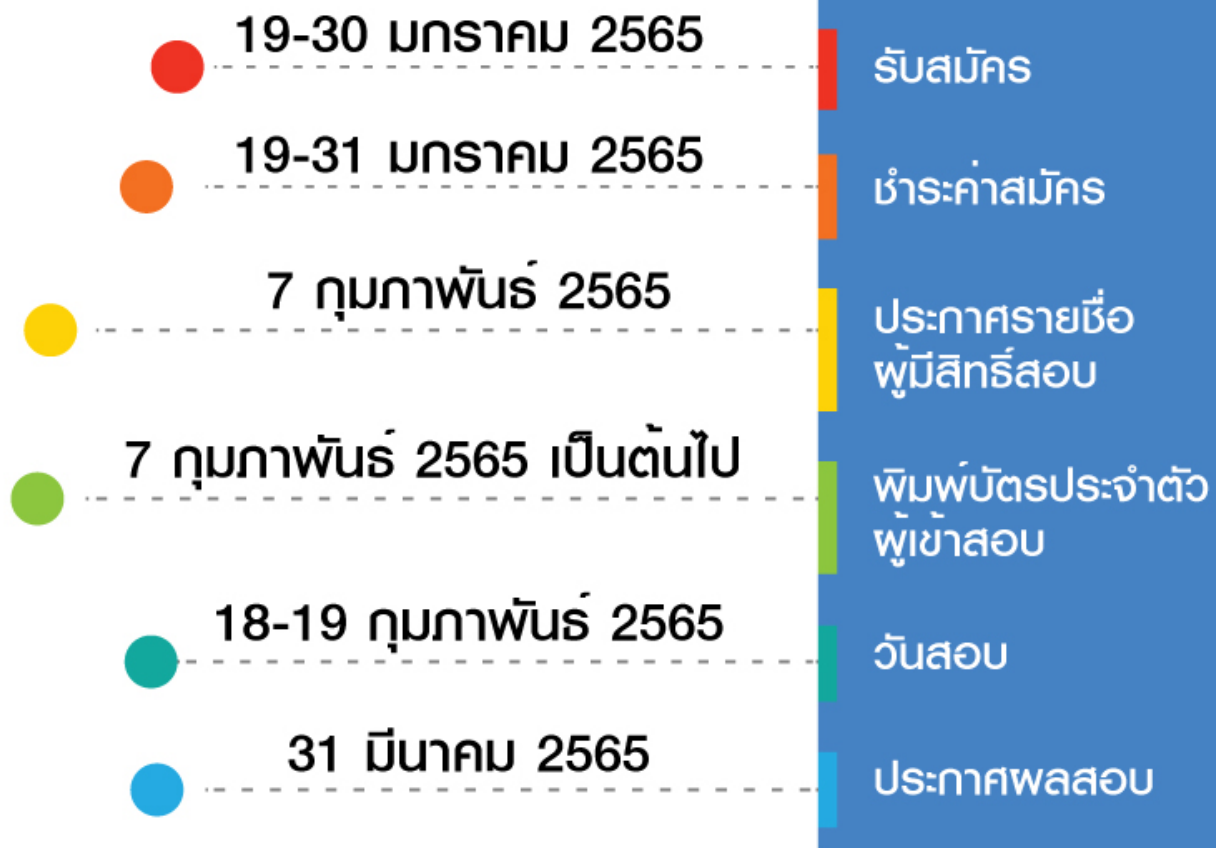 19-30 มกราคม 2565
รับสมัคร
19-31 มกราคม 2565
ชำระค่าสมัคร
7 กุมภาพันธ์ 2565
ประกาศรายชื่อ
ผู้มีสิทธิ์สอบ
7 กุมภาพันธ์ 2565 เป็นต้นไป
พิมพ์บัตรประจำตัว
ผู้เข้าสอบ
18-19 กุมภาพันธ์ 2565
วันสอบ
31 มีนาคม 2565
ประกาศผลสอบ